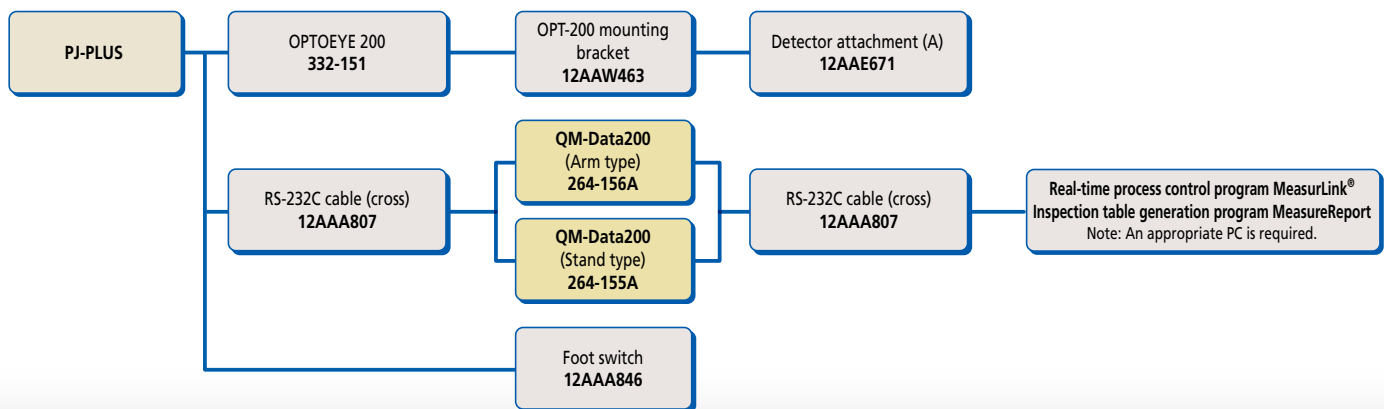 PJ-PLUS
OPTOEYE 200
332-151
OPT-200 mounting
bracket
12AAW463
Detector attachment (A)
12AAE671
RS-232C cable (cross)
12AAA807
QM-Data200
(Arm type)
264-156A
QM-Data200
(Stand type)
264-155A
RS-232C cable (cross)
12AAA807
Real-time process control program MeasurLink®
Inspection table generation program MeasureReport
Note: An appropriate PC is required.
Foot switch
12AAA846